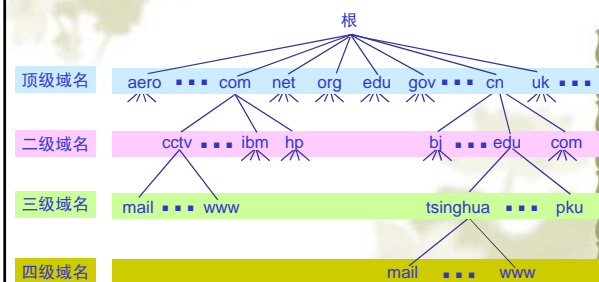 根
顶级域名 aero ▪▪▪ com net org edu gov ▪▪▪ cn uk ▪▪▪
二级域名 cctv ▪▪▪ ibm hp bj ▪▪▪ edu com
三级域名 mail ▪▪▪ www tsinghua ▪▪▪ pku
四级域名 mail ▪▪▪ www